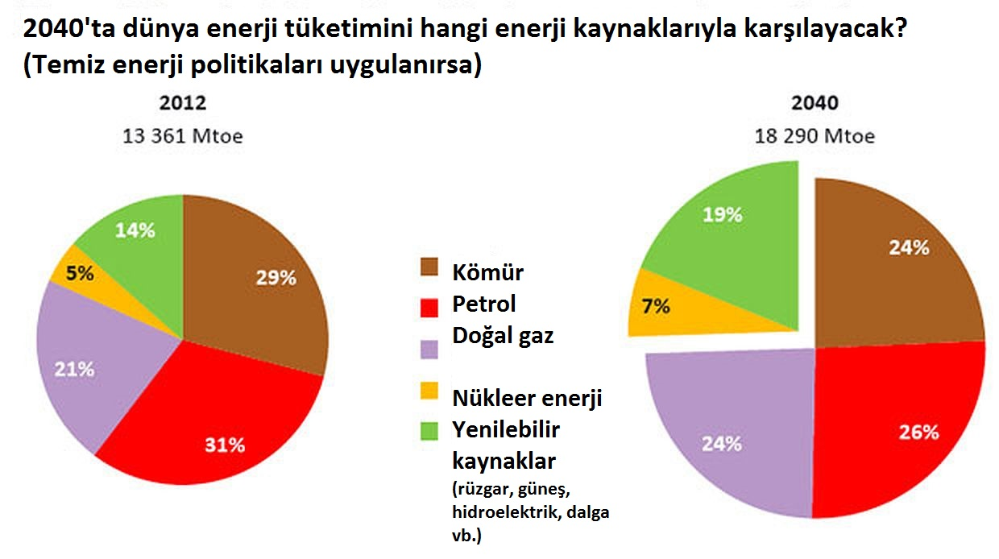 2040'ta dünya enerji tüketimini hangi enerji kaynaklarıyla karşılayacak?
(Temiz enerji politikaları uygulanırsa)
2012
13 361 Mtoe
14%
5%
29%
21%
31%
Kömür
Petrol
Doğal gaz
Nükleer enerji
Yenilebilir
kaynaklar
(rüzgar, güneş,
hidroelektrik, dalga
vb.)
2040
18 290 Mtoe
19%
24%
7%
24%
26%